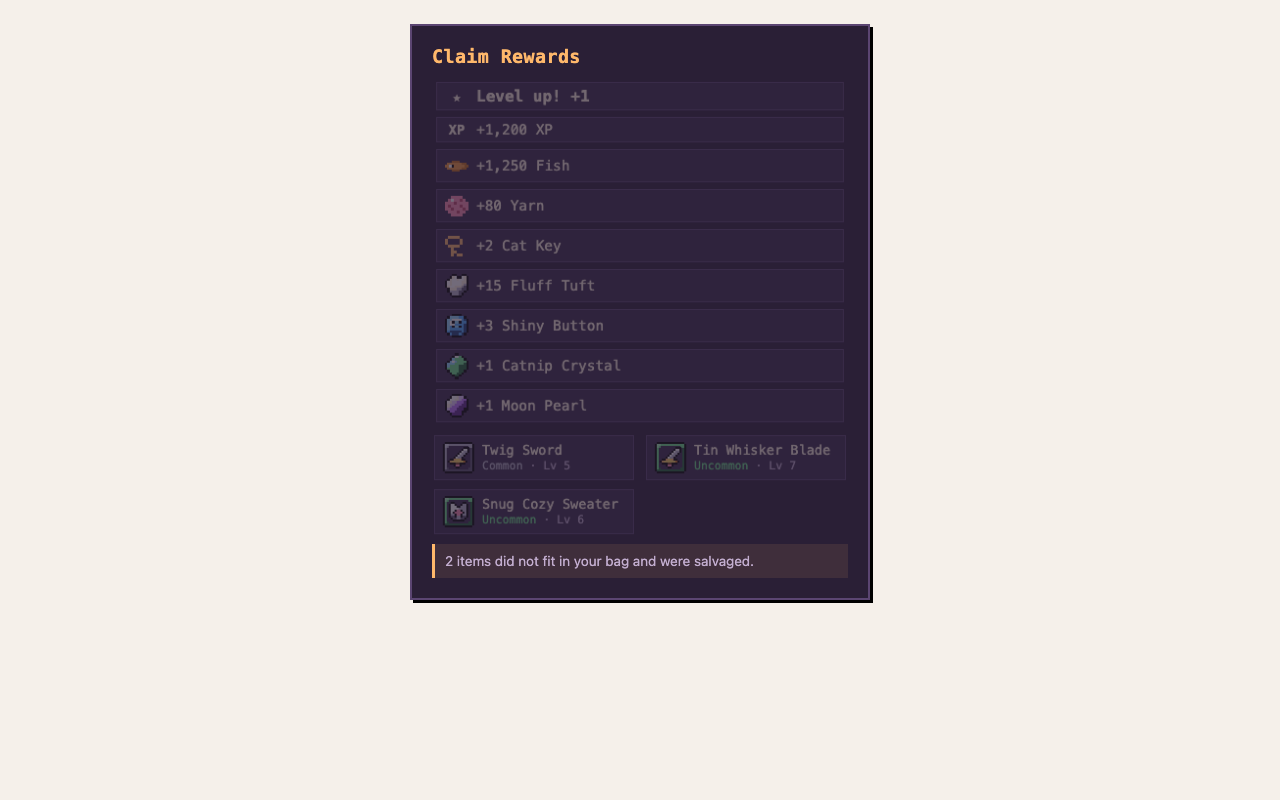 Claim Rewards
★ Level up! +1
XP +1,200 XP
+1,250 Fish
+80 Yarn
+2 Cat Key
+15 Fluff Tuft
+3 Shiny Button
+1 Catnip Crystal
+1 Moon Pearl
Twig Sword
Common · Lv 5
Tin Whisker Blade
Uncommon · Lv 7
Snug Cozy Sweater
Uncommon · Lv 6
2 items did not fit in your bag and were salvaged.